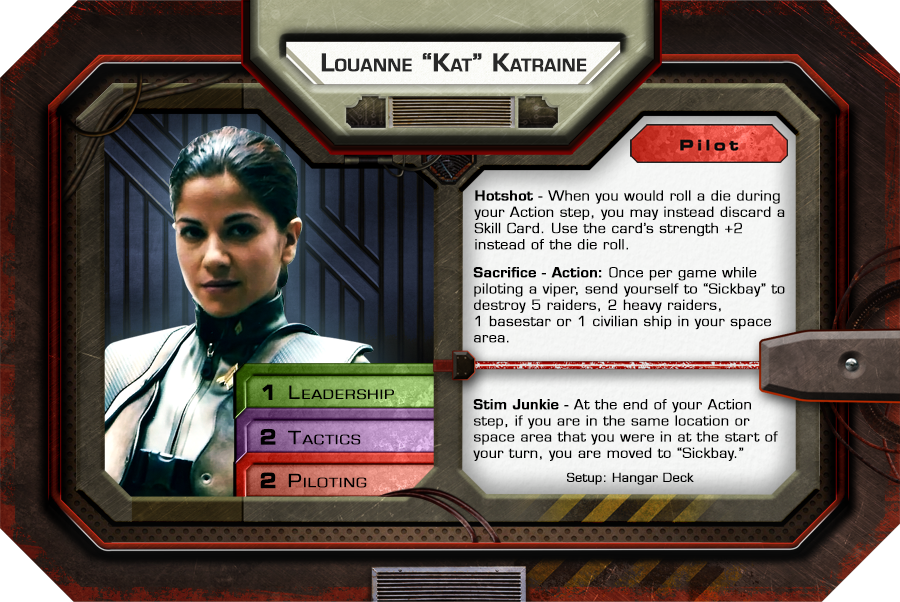 Louanne “Kat” Katraine
Pilot
Hotshot - When you would roll a die during
your Action step, you may instead discard a
Skill Card. Use the card's strength +2
instead of the die roll.
Sacrifice - Action: Once per game while
piloting a viper, send yourself to “Sickbay” to
destroy 5 raiders, 2 heavy raiders,
1 basestar or 1 civilian ship in your space
area.
Stim Junkie - At the end of your Action
step, if you are in the same location or
space area that you were in at the start of
your turn, you are moved to “Sickbay.”
Setup: Hangar Deck
1 Leadership
2 Tactics
2 Piloting